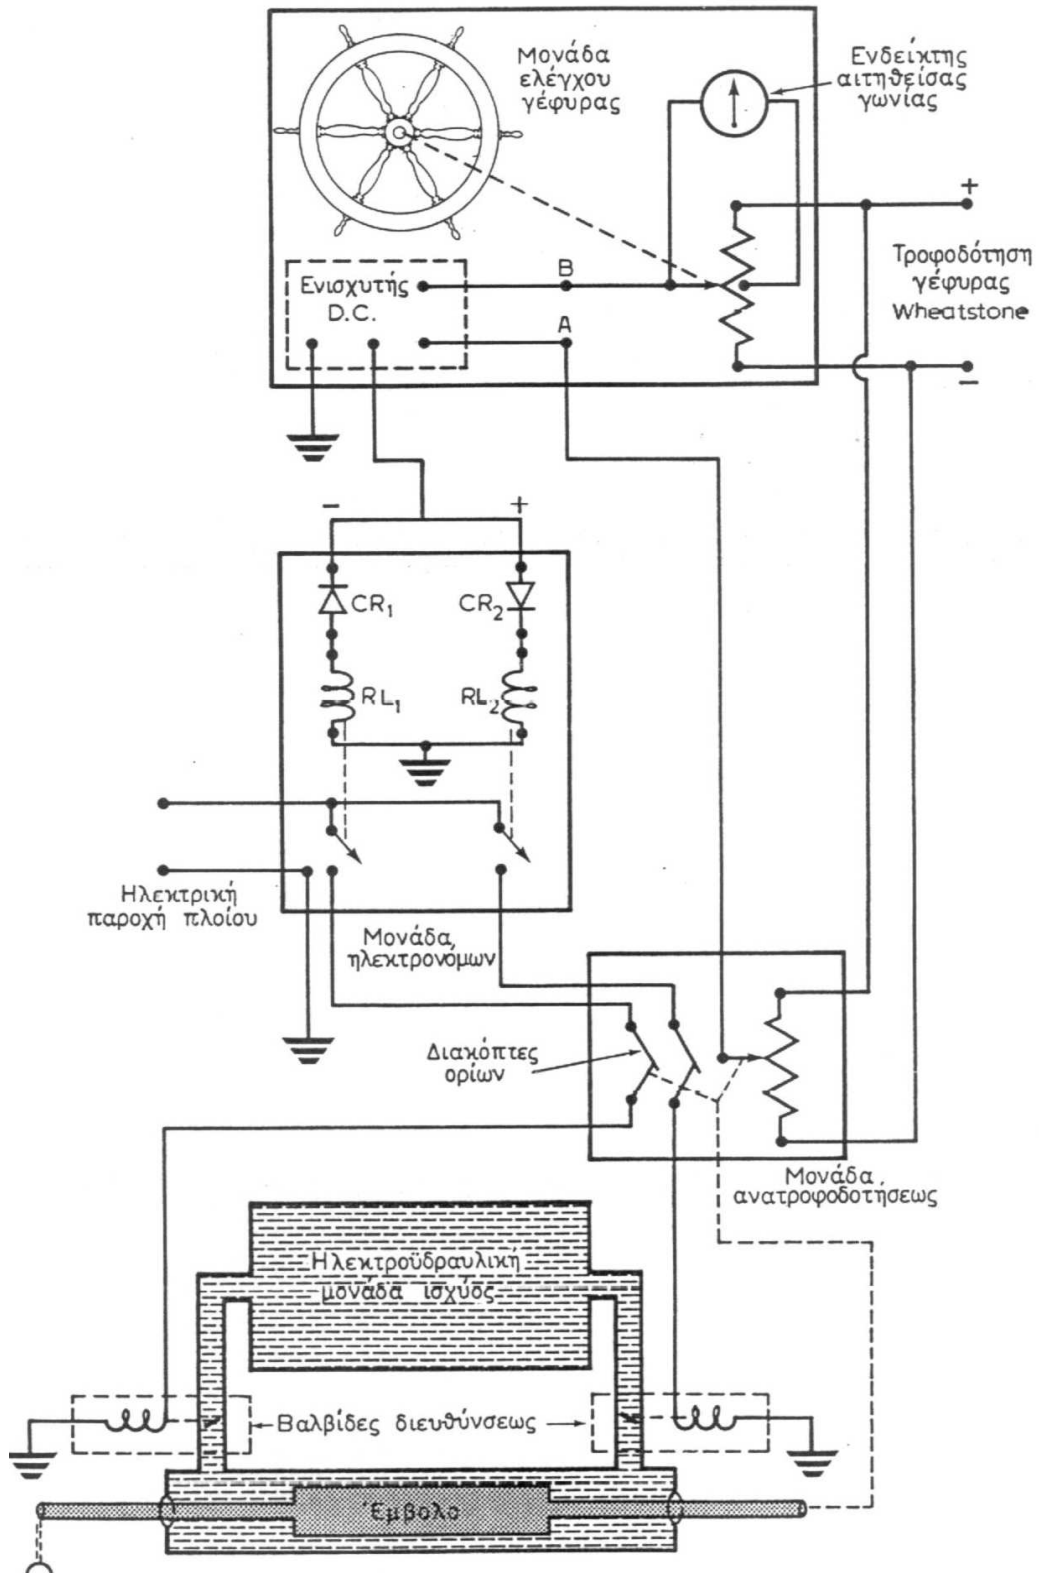 Μονάδα
ελέγχου
γέφυρας
Ενδείκτης
αιτηθείσας
γωνίας
+
Τροφοδότηση
γέφυρας
Wheatstone
−
Ενισχυτής
D.C.
B
A
−
+
CR₁
CR₂
RL₁
RL₂
Ηλεκτρική
παροχή πλοίου
Μονάδα
ηλεκτρονόμων
Διακόπτες
ορίων
Μονάδα
ανατροφοδοτήσεως
Ηλεκτροϋδραυλική
μονάδα ισχύος
Βαλβίδες διευθύνσεως
Έμβολο